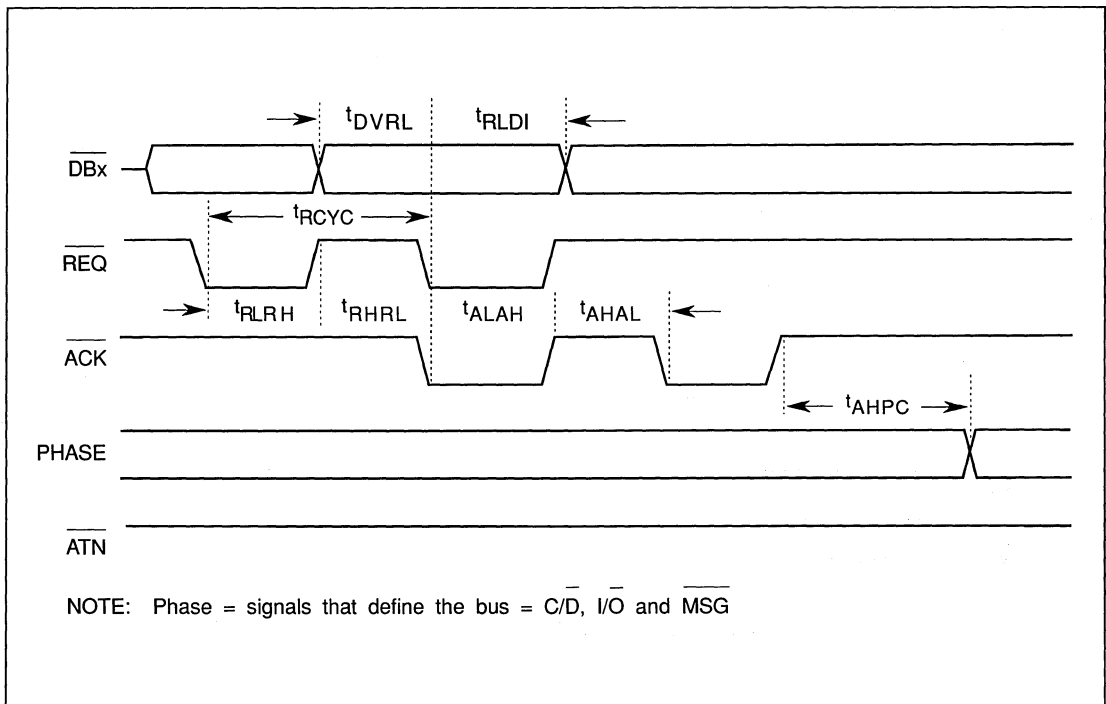 tDVRL tRLDI
DBx
tRCYC
REQ
tRLRH tRHRL tALAH tAHAL
ACK
tAHPC
PHASE
ATN
NOTE: Phase = signals that define the bus = C/D̅, I/O̅ and M̅S̅G̅